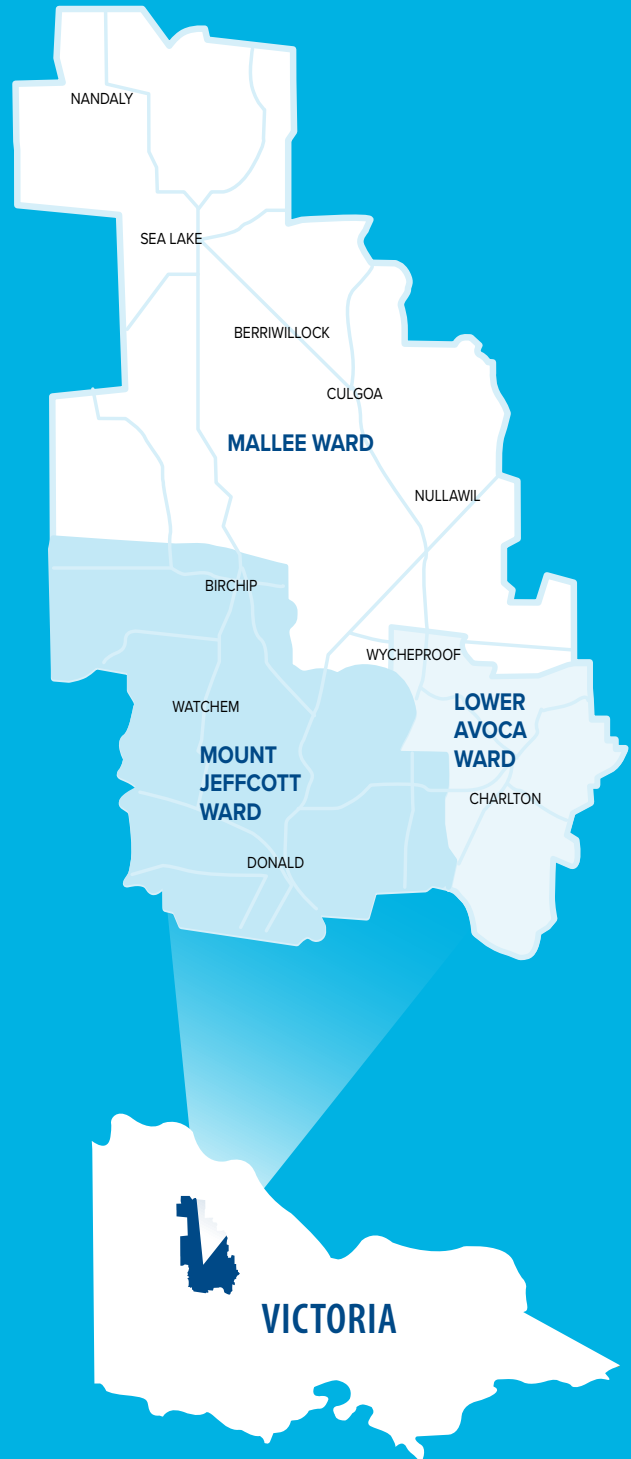 NANDALY
SEA LAKE
BERRIWILLOCK
CULGOA
MALLEE WARD
NULLAWIL
BIRCHIP
WYCHEPROOF
WATCHEM
LOWER
AVOCA
WARD
MOUNT
JEFFCOTT
WARD
CHARLTON
DONALD
VICTORIA